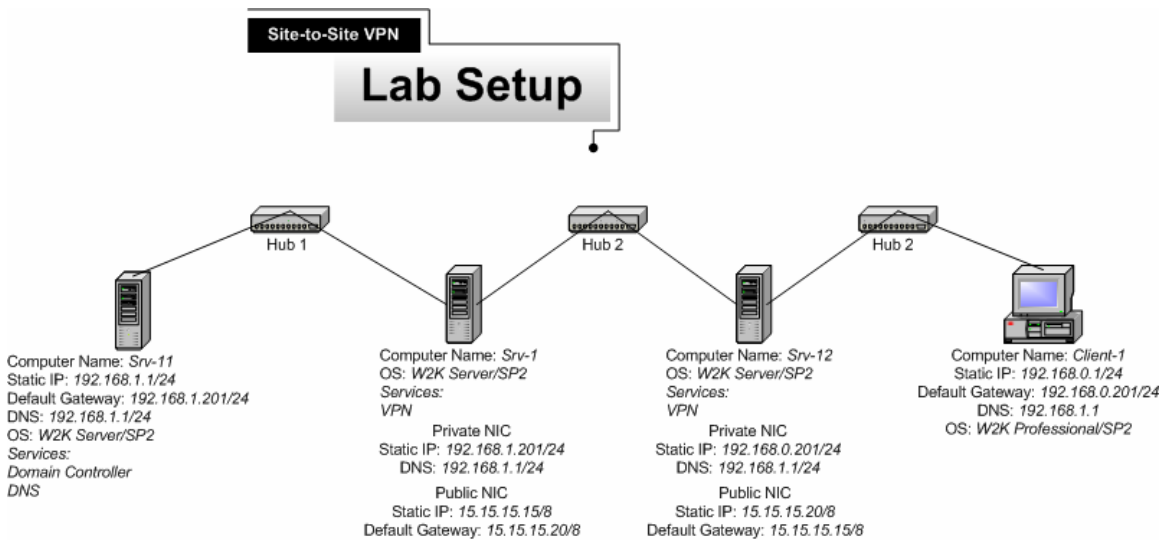 Site-to-Site VPN
Lab Setup
Hub 1
Hub 2
Hub 2
Computer Name: Srv-11
Static IP: 192.168.1.1/24
Default Gateway: 192.168.1.201/24
DNS: 192.168.1.1/24
OS: W2K Server/SP2
Services:
Domain Controller
DNS
Computer Name: Srv-1
OS: W2K Server/SP2
Services:
VPN
Private NIC
Static IP: 192.168.1.201/24
DNS: 192.168.1.1/24
Public NIC
Static IP: 15.15.15.15/8
Default Gateway: 15.15.15.20/8
Computer Name: Srv-12
OS: W2K Server/SP2
Services:
VPN
Private NIC
Static IP: 192.168.0.201/24
DNS: 192.168.1.1/24
Public NIC
Static IP: 15.15.15.20/8
Default Gateway: 15.15.15.15/8
Computer Name: Client-1
Static IP: 192.168.0.1/24
Default Gateway: 192.168.0.201/24
DNS: 192.168.1.1
OS: W2K Professional/SP2